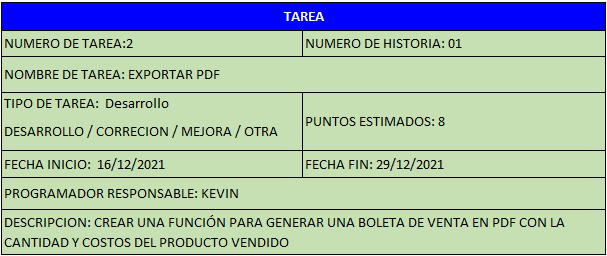 TAREA
NUMERO DE TAREA:2
NUMERO DE HISTORIA: 01
NOMBRE DE TAREA: EXPORTAR PDF
TIPO DE TAREA: Desarrollo
DESARROLLO / CORRECION / MEJORA / OTRA
PUNTOS ESTIMADOS: 8
FECHA INICIO: 16/12/2021
FECHA FIN: 29/12/2021
PROGRAMADOR RESPONSABLE: KEVIN
DESCRIPCION: CREAR UNA FUNCIÓN PARA GENERAR UNA BOLETA DE VENTA EN PDF CON LA
CANTIDAD Y COSTOS DEL PRODUCTO VENDIDO